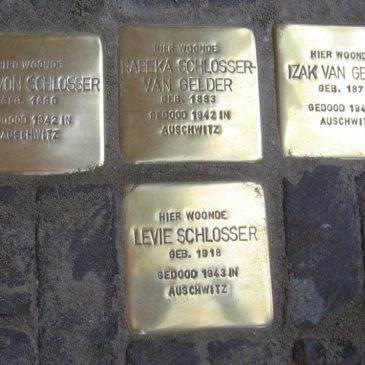 HIER WOONDE
MON SCHLOSSER
GEB.
EDOOD 1942 IN
AUSCHWITZ
HIER WOONDE
RABEKA SCHLOSSER-
VAN GELDER
GEB. 1883
GEDOOD 1942 IN
AUSCHWITZ
HIER WOONDE
IZAK VAN GE
GEB. 187
GEDOOD 194
AUSCHWITZ
HIER WOONDE
LEVIE SCHLOSSER
GEB. 1918
GEDOOD 1943 IN
AUSCHWITZ